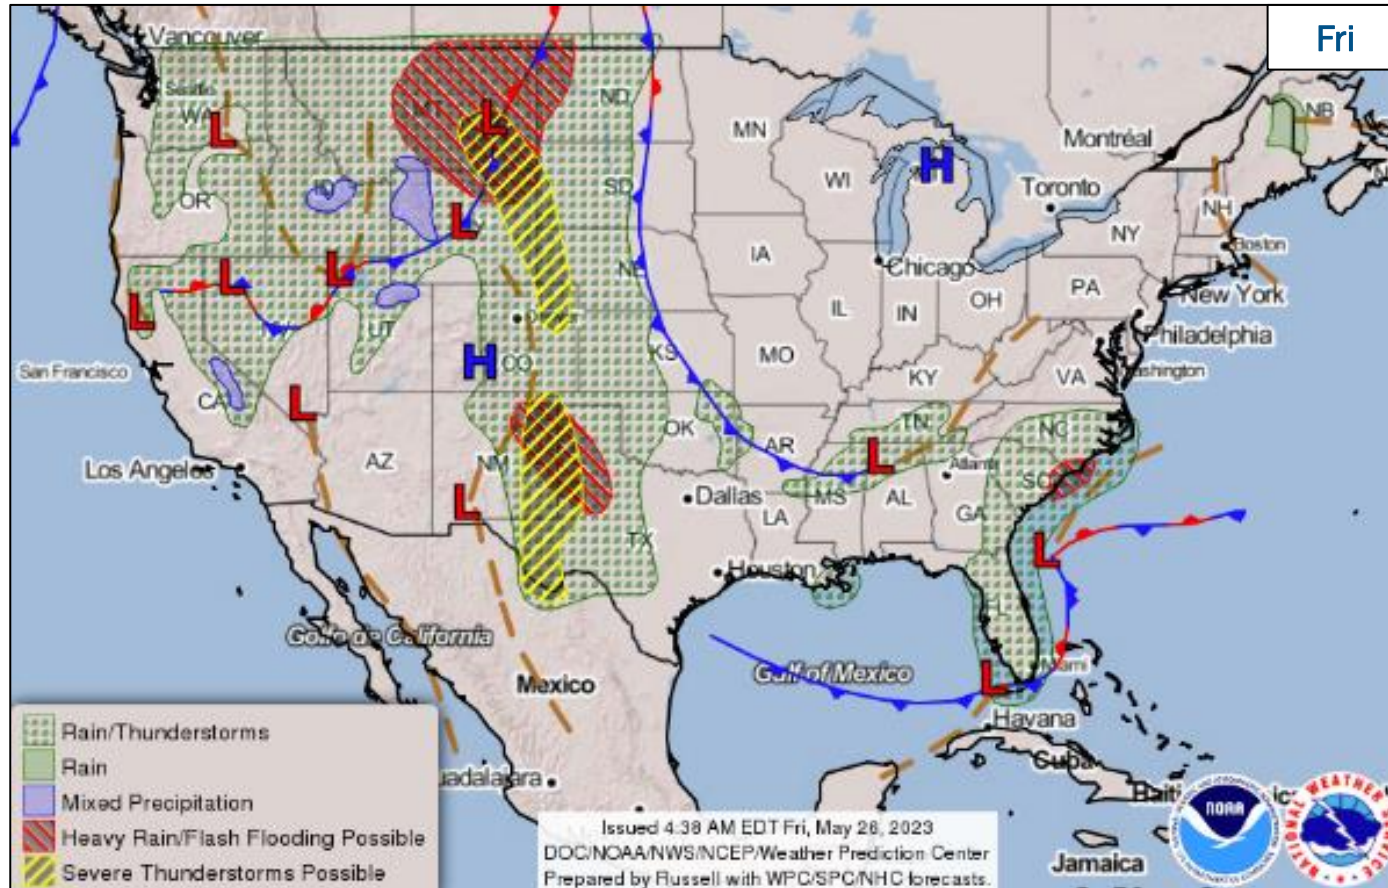 Fri
Vancouver
Seattle
WA
MT
ND
MN
Montréal
NB
L
L
H
ID
SD
WI
Toronto
OR
NH
L
NY
Boston
IA
Chicago
NE
L
L
PA
New York
IL
IN
OH
L
UT
Philadelphia
San Francisco
H
CO
KS
MO
KY
VA
Washington
CA
L
TN
NC
OK
AR
L
Atlanta
Los Angeles
AZ
NM
SC
L
Dallas
MS
AL
GA
LA
TX
L
Houston
FL
Golfo de California
Gulf of Mexico
Miami
L
Mexico
Havana
Cuba
uadalajara
Jamaica
Rain/Thunderstorms
Rain
Mixed Precipitation
Heavy Rain/Flash Flooding Possible
Severe Thunderstorms Possible
Issued 4:38 AM EDT Fri, May 26, 2023
DOC/NOAA/NWS/NCEP/Weather Prediction Center
Prepared by Russell with WPC/SPC/NHC forecasts.
NOAA
NATIONAL WEATHER